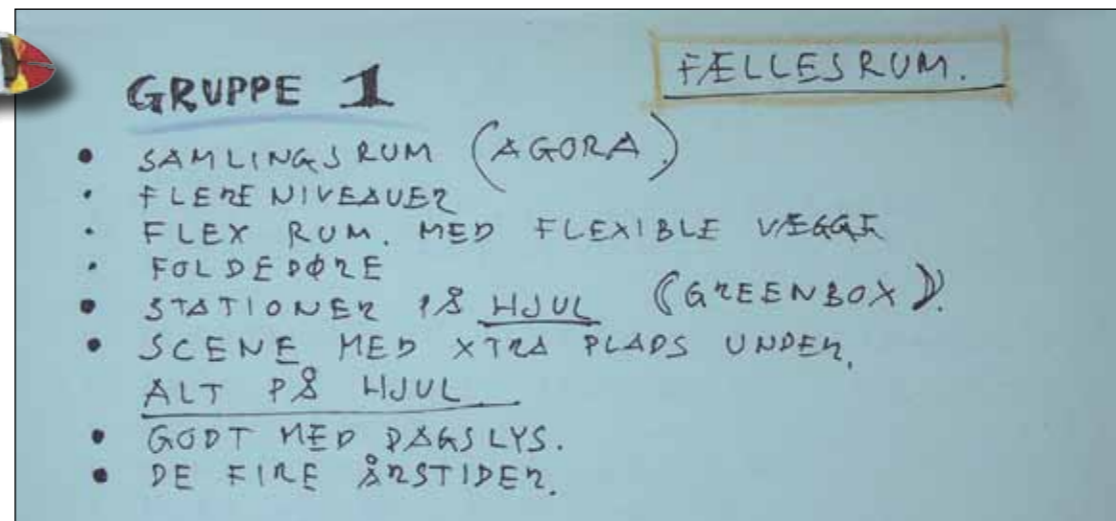 FÆLLESRUM.
GRUPPE 1
• SAMLINGSRUM (AGORA.)
• FLERE NIVEAUER
• FLEX RUM. MED FLEXIBLE VÆGGE
• FOLDEDØRE
• STATIONER PÅ HJUL (GREENBOX).
• SCENE MED XTRA PLADS UNDER.
ALT PÅ HJUL.
• GODT MED DAGSLYS.
• DE FIRE ÅRSTIDER.